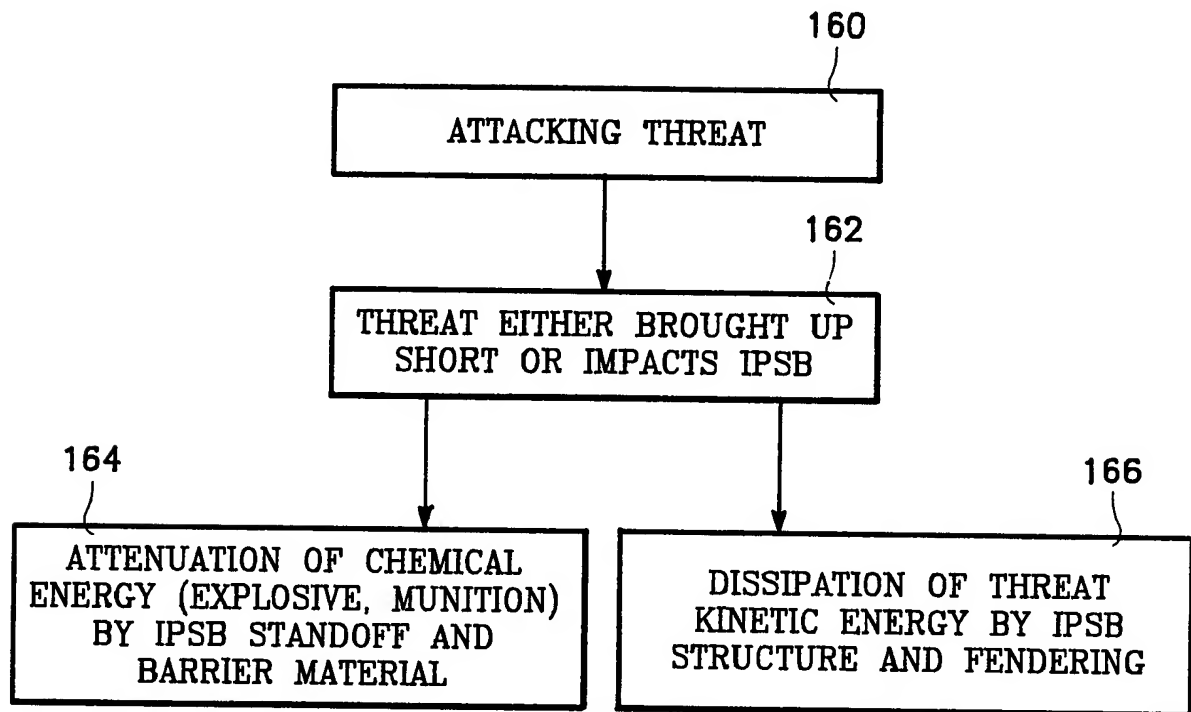 160
ATTACKING THREAT
162
THREAT EITHER BROUGHT UP
SHORT OR IMPACTS IPSB
164
ATTENUATION OF CHEMICAL
ENERGY (EXPLOSIVE, MUNITION)
BY IPSB STANDOFF AND
BARRIER MATERIAL
166
DISSIPATION OF THREAT
KINETIC ENERGY BY IPSB
STRUCTURE AND FENDERING